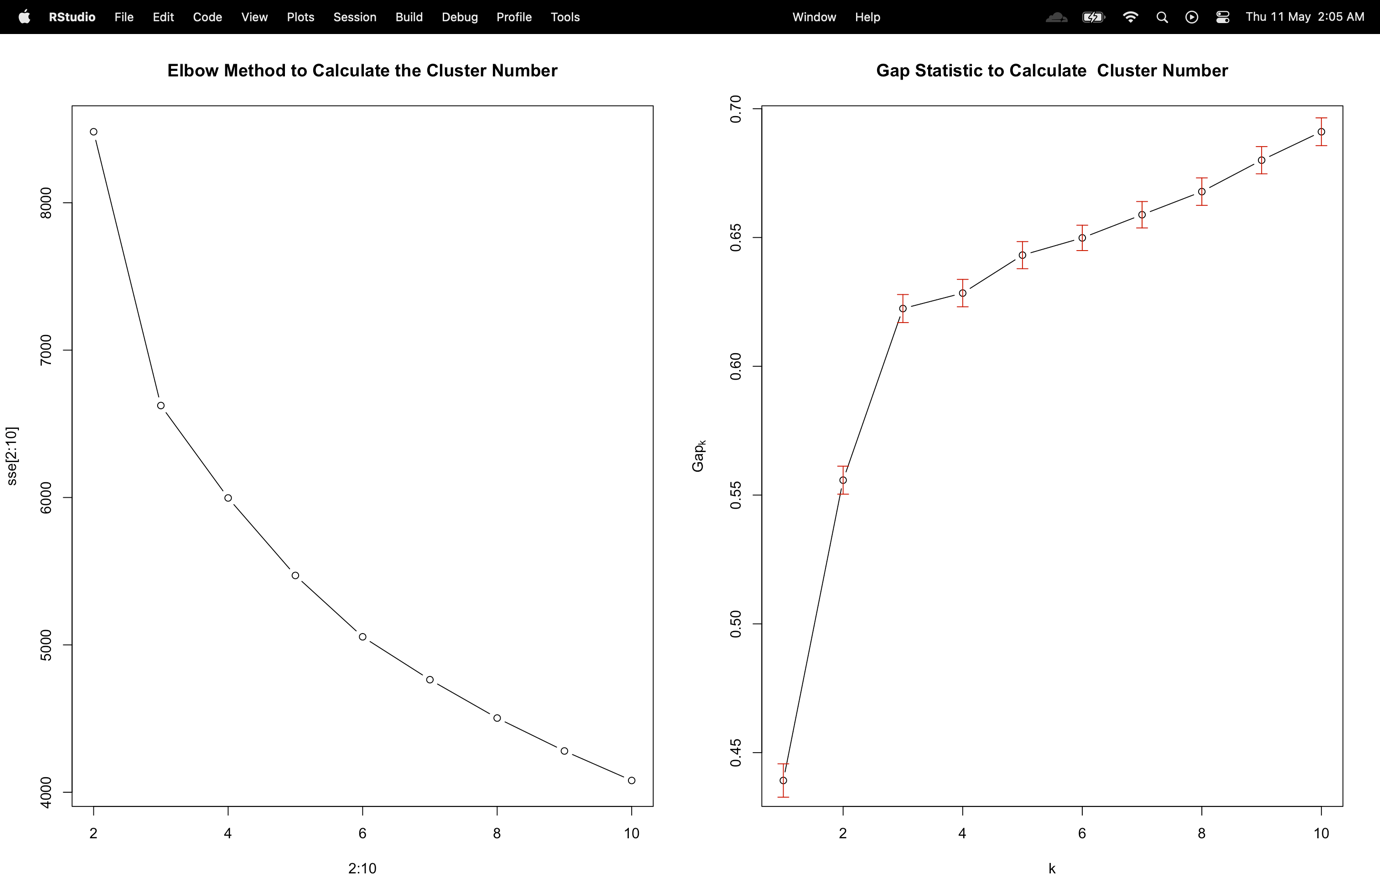 RStudio File Edit Code View Plots Session Build Debug Profile Tools Window Help Thu 11 May 2:05 AM
Elbow Method to Calculate the Cluster Number
sse[2:10]
8000
7000
6000
5000
4000
2 4 6 8 10
2:10
Gap Statistic to Calculate  Cluster Number
Gapk
0.70
0.65
0.60
0.55
0.50
0.45
2 4 6 8 10
k